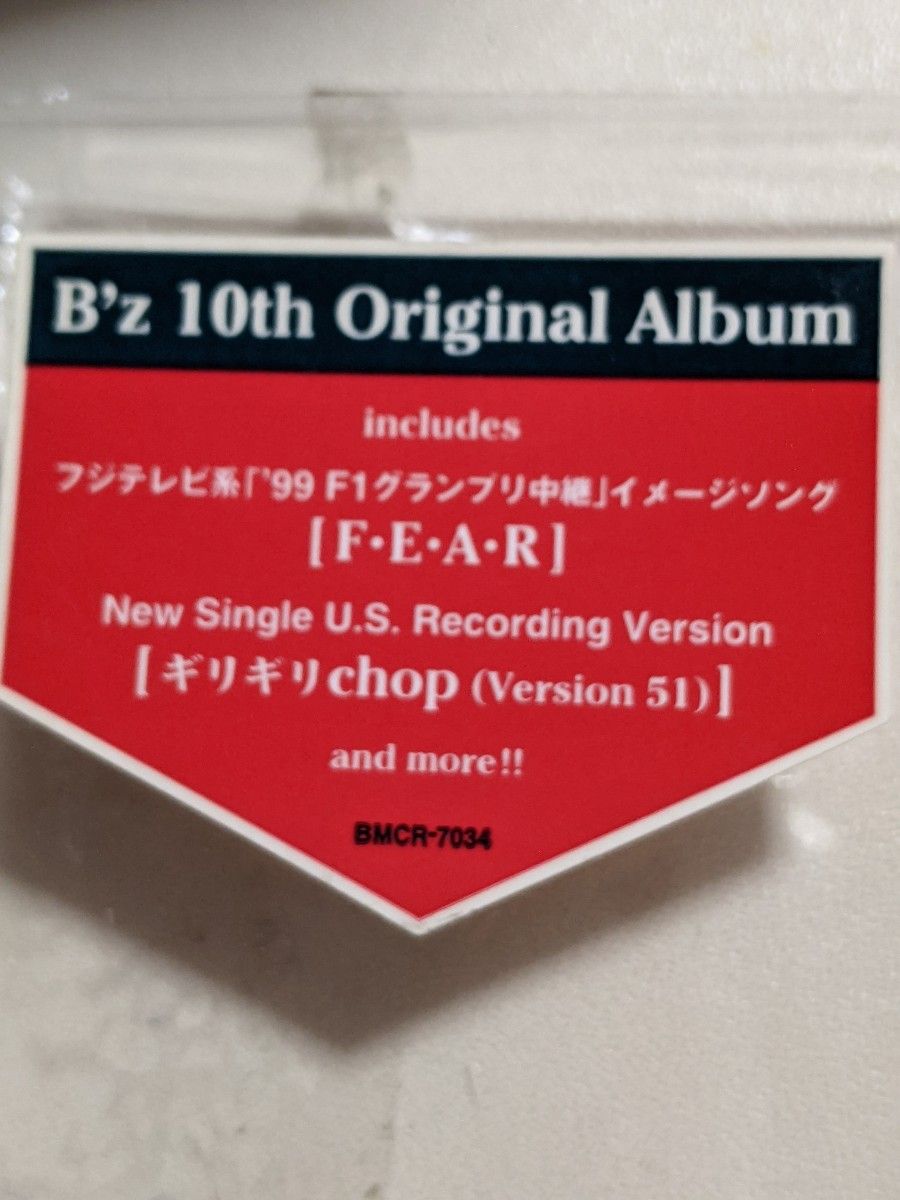 B'z 10th Original Album
includes
フジテレビ系「'99 F1グランプリ中継」イメージソング
[F・E・A・R]
New Single U.S. Recording Version
[ギリギリchop (Version 51)]
and more!!
BMCR-7034